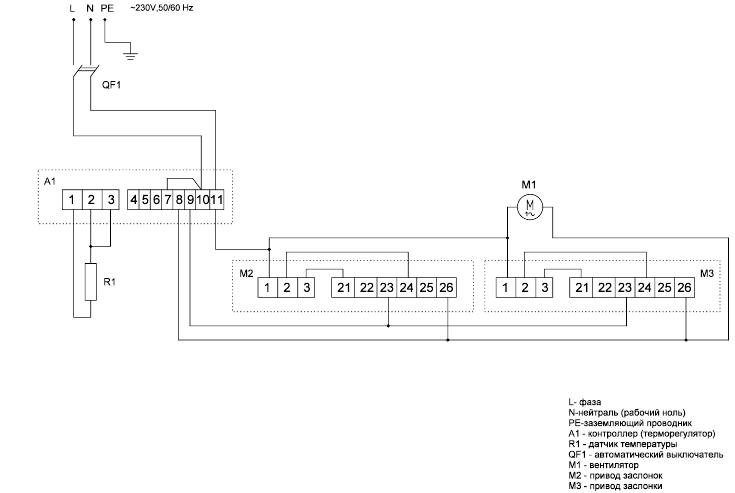 L N PE ~230V,50/60 Hz
QF1
A1
1 2 3 4 5 6 7 8 9 10 11
R1
M1
M
M2
1 2 3 21 22 23 24 25 26
M3
1 2 3 21 22 23 24 25 26
L- фаза
N-нейтраль (рабочий ноль)
PE-заземляющий проводник
A1 - контроллер (терморегулятор)
R1 - датчик температуры
QF1 - автоматический выключатель
M1 - вентилятор
M2 - привод заслонок
M3 - привод заслонки